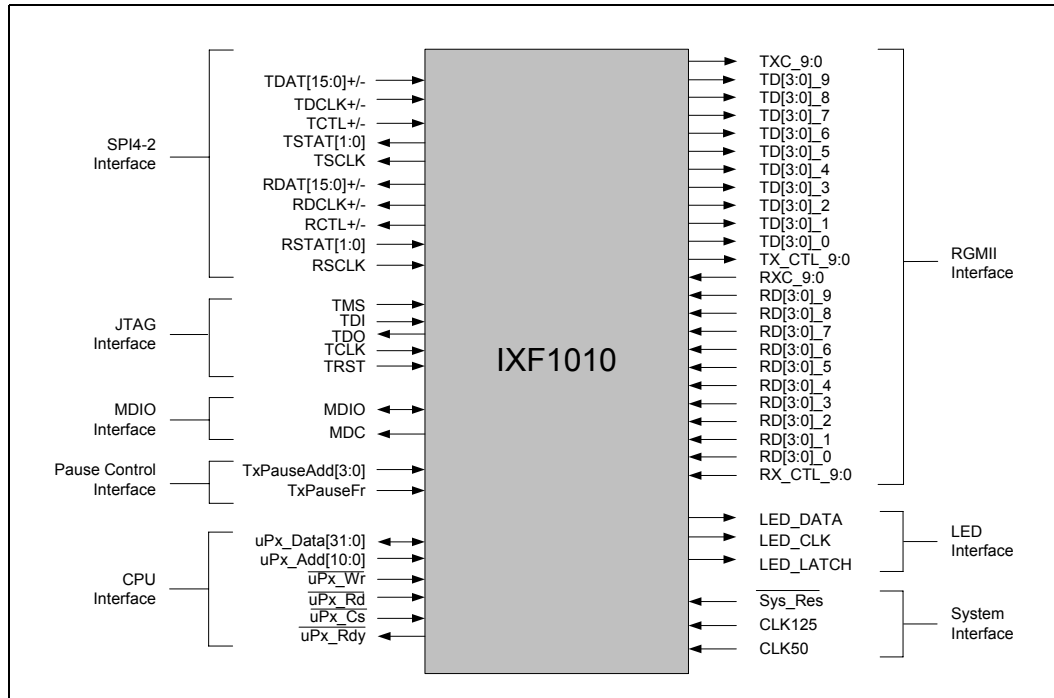 SPI4-2
Interface
TDAT[15:0]+/-
TDCLK+/-
TCTL+/-
TSTAT[1:0]
TSCLK
RDAT[15:0]+/-
RDCLK+/-
RCTL+/-
RSTAT[1:0]
RSCLK
JTAG
Interface
TMS
TDI
TDO
TCLK
TRST
MDIO
Interface
MDIO
MDC
Pause Control
Interface
TxPauseAdd[3:0]
TxPauseFr
CPU
Interface
uPx_Data[31:0]
uPx_Add[10:0]
uPx_Wr
uPx_Rd
uPx_Cs
uPx_Rdy
IXF1010
TXC_9:0
TD[3:0]_9
TD[3:0]_8
TD[3:0]_7
TD[3:0]_6
TD[3:0]_5
TD[3:0]_4
TD[3:0]_3
TD[3:0]_2
TD[3:0]_1
TD[3:0]_0
TX_CTL_9:0
RXC_9:0
RD[3:0]_9
RD[3:0]_8
RD[3:0]_7
RD[3:0]_6
RD[3:0]_5
RD[3:0]_4
RD[3:0]_3
RD[3:0]_2
RD[3:0]_1
RD[3:0]_0
RX_CTL_9:0
RGMII
Interface
LED_DATA
LED_CLK
LED_LATCH
LED
Interface
Sys_Res
CLK125
CLK50
System
Interface